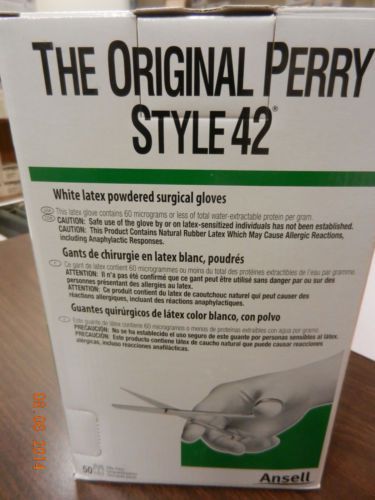 THE ORIGINAL PERRY
STYLE 42®
White latex powdered surgical gloves
This latex glove contains 60 micrograms or less of total water-extractable protein per gram.
CAUTION: Safe use of the glove by or on latex-sensitized individuals has not been established.
CAUTION: This Product Contains Natural Rubber Latex Which May Cause Allergic Reactions,
including Anaphylactic Responses.
Gants de chirurgie en latex blanc, poudrés
Ce gant de latex contient 60 microgrammes ou moins du total des protéines extractibles de l'eau par gramme.
ATTENTION: Il n'a pas été confirmé que ce gant peut être utilisé sans danger par ou sur des
personnes présentant des allergies au latex.
ATTENTION: Ce produit contient du latex de caoutchouc naturel qui peut causer des
réactions allergiques, incluant des réactions anaphylactiques.
Guantes quirúrgicos de látex color blanco, con polvo
Este guante de látex contiene 60 microgramos o menos de proteínas extraíbles con agua por gramo.
PRECAUCIÓN: No se ha establecido el uso seguro de este guante por personas sensibles al látex.
PRECAUCIÓN: Este producto contiene látex de caucho natural que puede causar reacciones
alérgicas, incluso reacciones anafilácticas.
50
Ansell